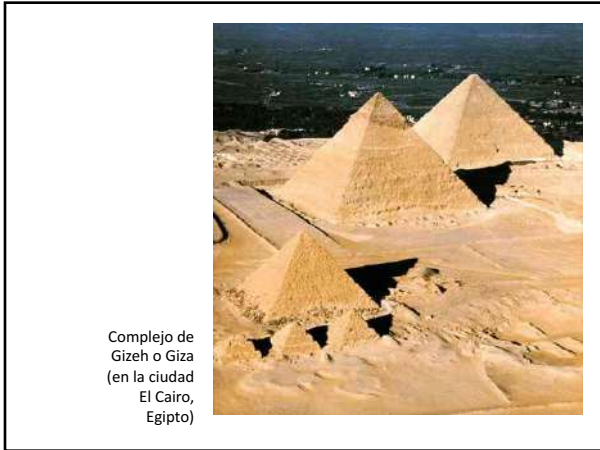 Complejo de
Gizeh o Giza
(en la ciudad
El Cairo,
Egipto)